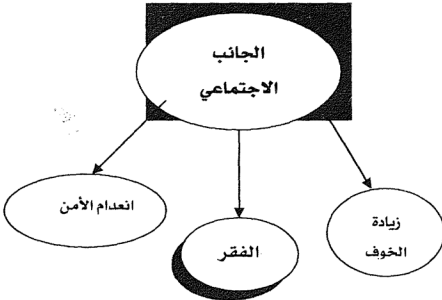 الجانب
الاجتماعي
زيادة
الخوف
الفقر
انعدام الأمن